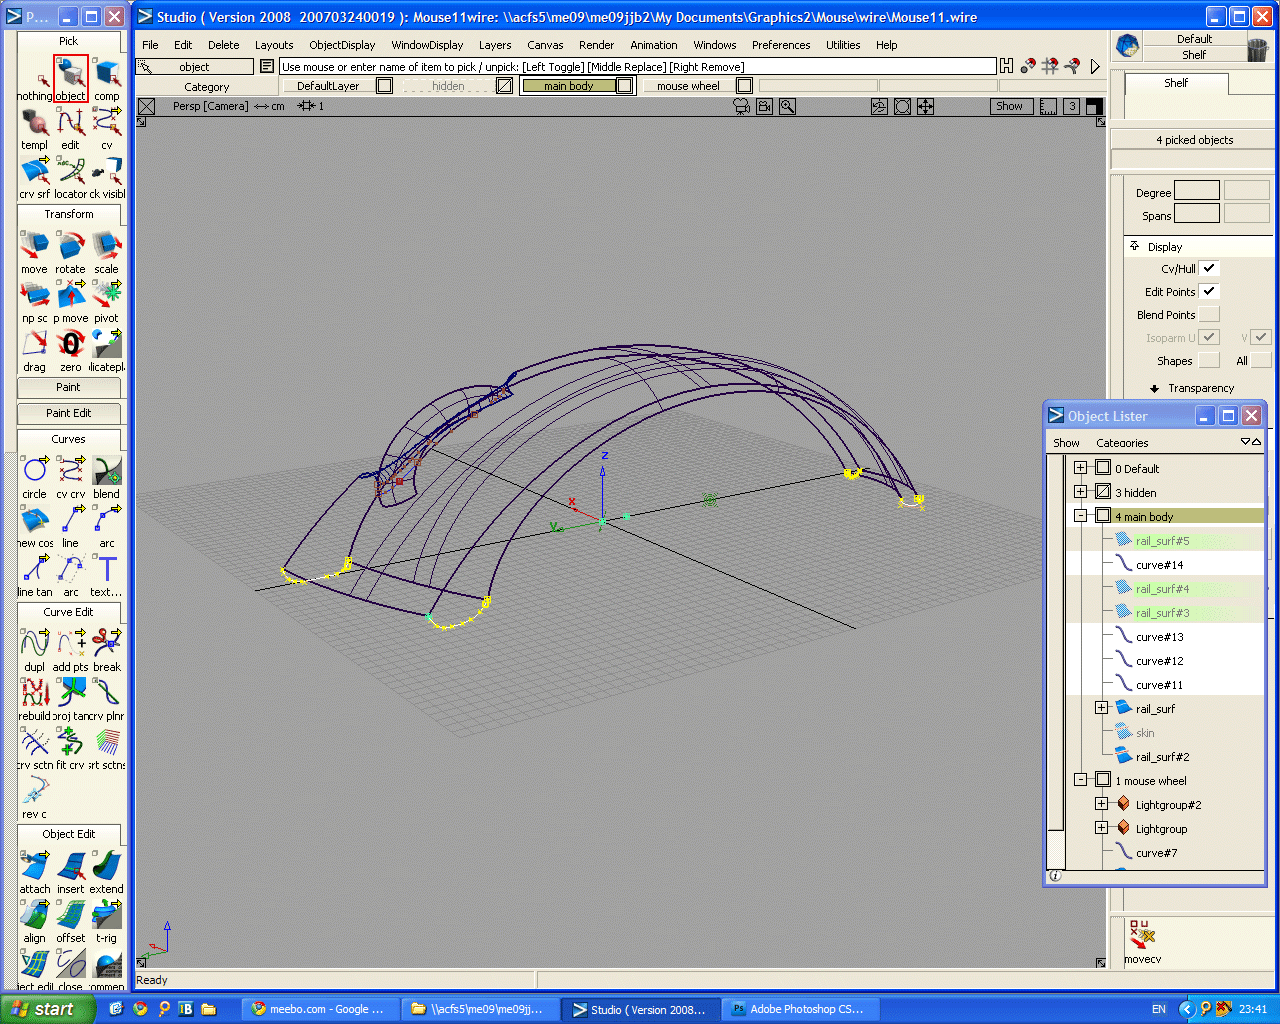 P...
Studio ( Version 2008  200703240019 ): Mouse11wire: \\acfs5\me09\me09jjb2\My Documents\Graphics2\Mouse\wire\Mouse11.wire
File Edit Delete Layouts ObjectDisplay WindowDisplay Layers Canvas Render Animation Windows Preferences Utilities Help
Default
Shelf
object
Use mouse or enter name of item to pick / unpick: [Left Toggle] [Middle Replace] [Right Remove]
Category DefaultLayer hidden main body mouse wheel
Persp [Camera] cm 1 Show 3
Shelf
4 picked objects
Degree
Spans
Display
Cv/Hull
Edit Points
Blend Points
Isoparm U V
Shapes All
Transparency
Pick
nothing object comp
templ edit cv
crv srf locator ck visibl
Transform
move rotate scale
np sc p move pivot
drag zero licatepl
Paint
Paint Edit
Curves
circle cv crv blend
new cos line arc
line tan arc text...
Curve Edit
dupl add pts break
rebuild proj tan crv plnr
crv sctn fit crv srt sctns
rev c
Object Edit
attach insert extend
align offset t-rig
ject edi close ommen
z
x
y
Object Lister
Show Categories
0 Default
3 hidden
4 main body
rail_surf#5
curve#14
rail_surf#4
rail_surf#3
curve#13
curve#12
curve#11
rail_surf
skin
rail_surf#2
1 mouse wheel
Lightgroup#2
Lightgroup
curve#7
movecv
Ready
start
meebo.com - Google ...
\\acfs5\me09\me09jj...
Studio ( Version 2008...
Adobe Photoshop CS...
EN
23:41